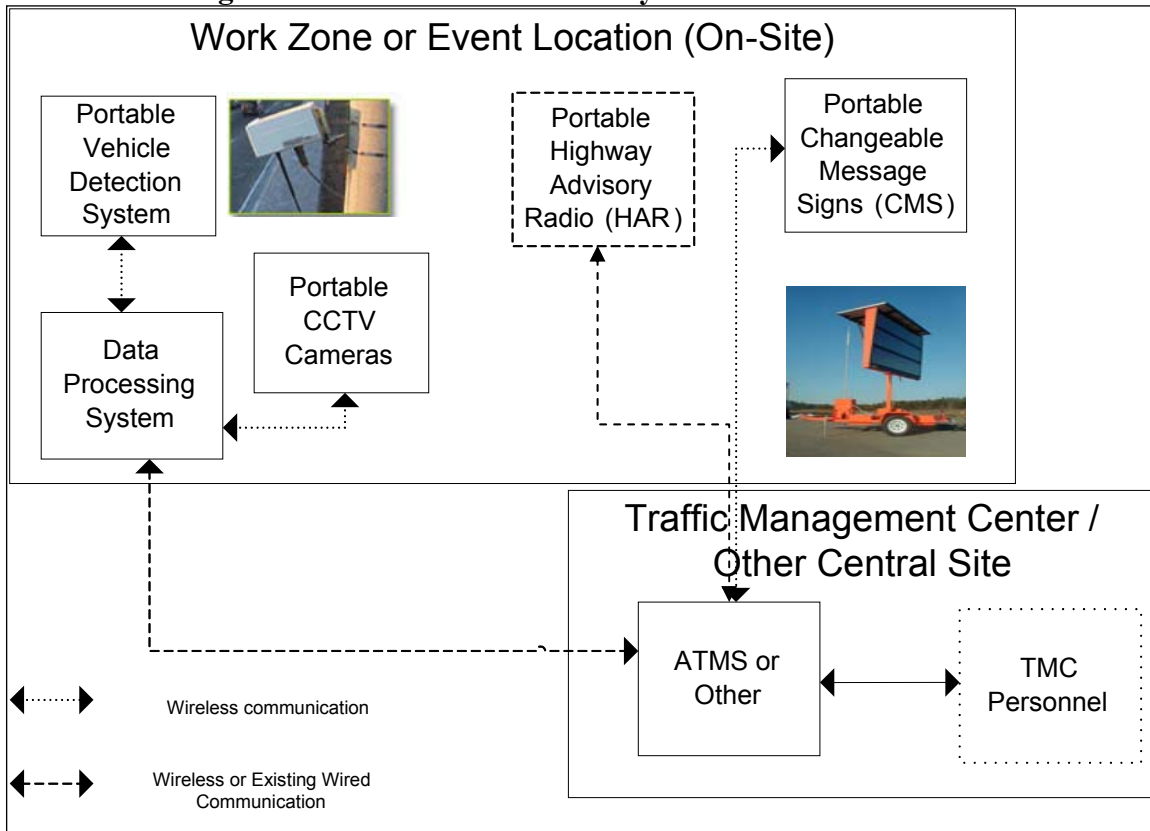 Work Zone or Event Location (On-Site)
Portable
Vehicle
Detection
System
Portable
Highway
Advisory
Radio (HAR)
Portable
Changeable
Message
Signs (CMS)
Portable
CCTV
Cameras
Data
Processing
System
Traffic Management Center /
Other Central Site
ATMS or
Other
TMC
Personnel
Wireless communication
Wireless or Existing Wired
Communication